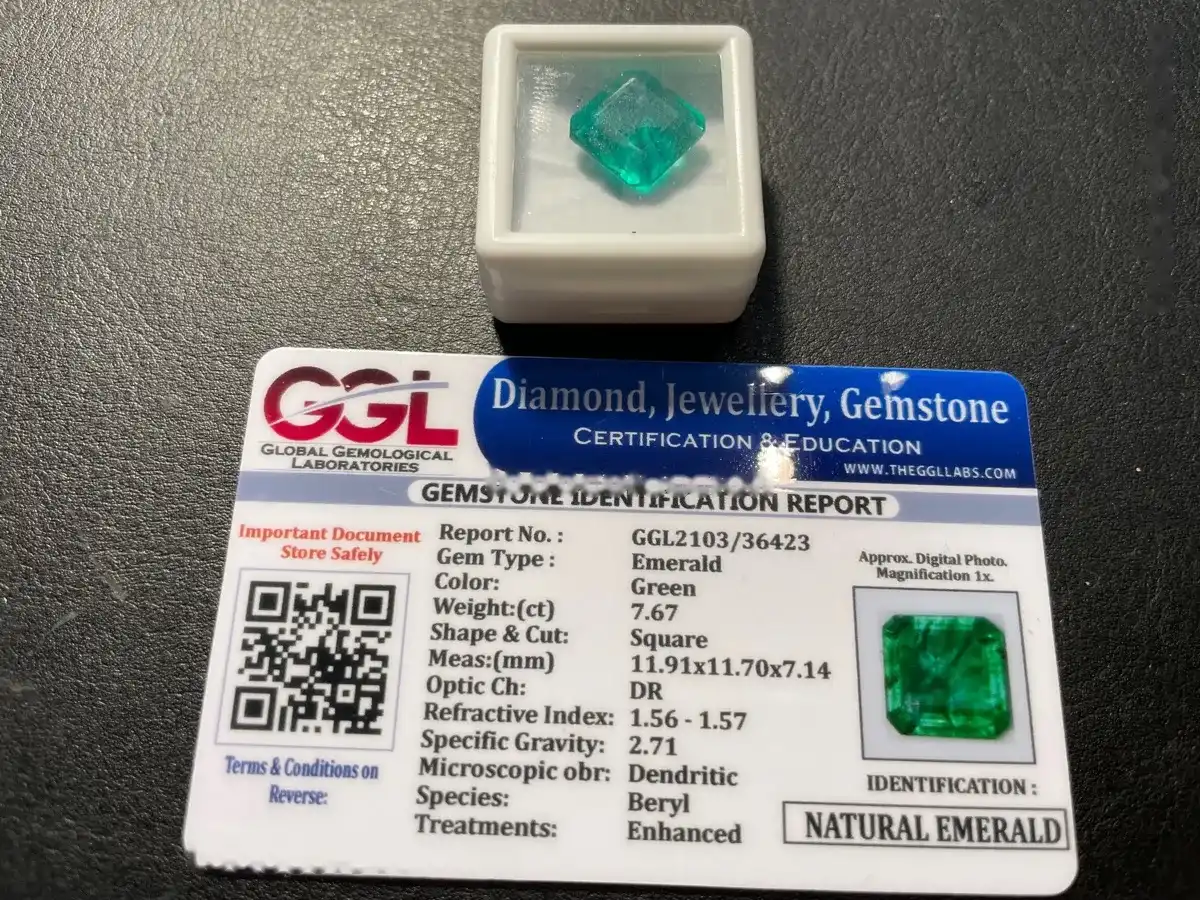 GGL
GLOBAL GEMOLOGICAL
LABORATORIES
Diamond, Jewellery, Gemstone
CERTIFICATION & EDUCATION
WWW.THEGGLLABS.COM
GEMSTONE IDENTIFICATION REPORT
Important Document
Store Safely
Terms & Conditions on
Reverse:
Report No. : GGL2103/36423
Gem Type : Emerald
Color: Green
Weight:(ct) 7.67
Shape & Cut: Square
Meas:(mm) 11.91x11.70x7.14
Optic Ch: DR
Refractive Index: 1.56 - 1.57
Specific Gravity: 2.71
Microscopic obr: Dendritic
Species: Beryl
Treatments: Enhanced
Approx. Digital Photo.
Magnification 1x.
IDENTIFICATION :
NATURAL EMERALD